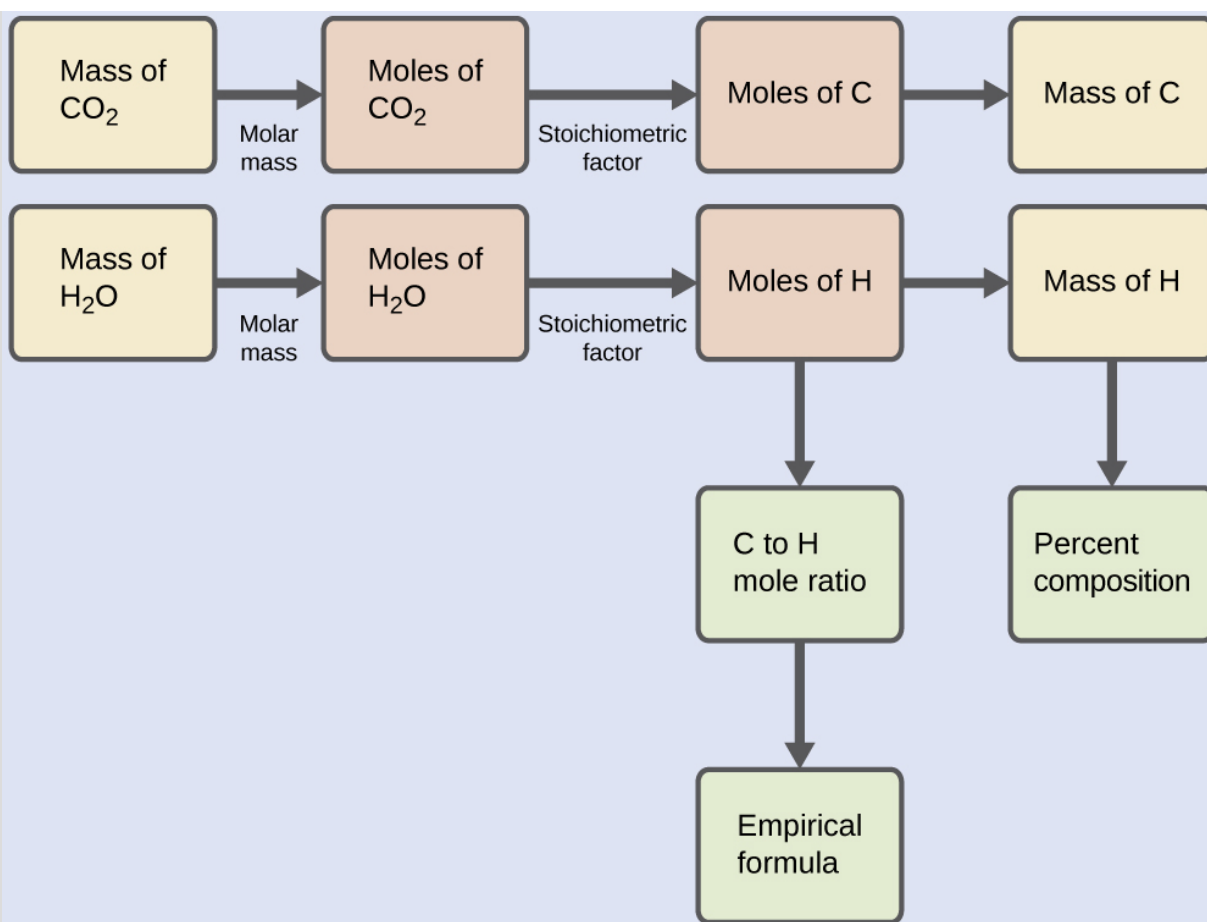 Mass of
CO₂
Molar
mass
Moles of
CO₂
Stoichiometric
factor
Moles of C
Mass of C
Mass of
H₂O
Molar
mass
Moles of
H₂O
Stoichiometric
factor
Moles of H
Mass of H
C to H
mole ratio
Percent
composition
Empirical
formula